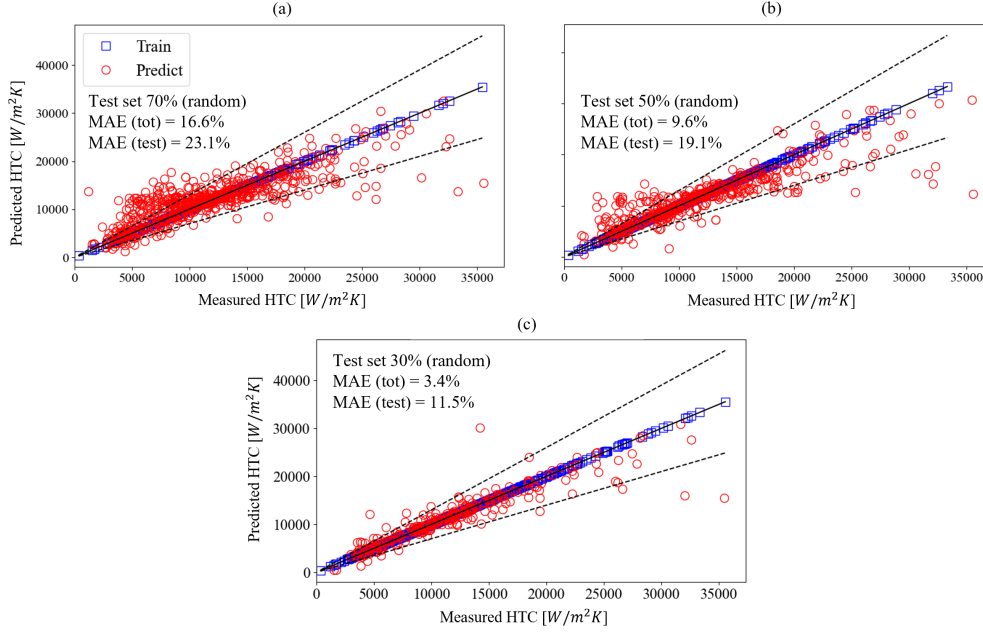 (a)
Train
Predict
Test set 70% (random)
MAE (tot) = 16.6%
MAE (test) = 23.1%
Predicted HTC [W/m²K]
40000
30000
20000
10000
0
0 5000 10000 15000 20000 25000 30000 35000
Measured HTC [W/m²K]
(b)
Test set 50% (random)
MAE (tot) = 9.6%
MAE (test) = 19.1%
0 5000 10000 15000 20000 25000 30000 35000
Measured HTC [W/m²K]
(c)
Test set 30% (random)
MAE (tot) = 3.4%
MAE (test) = 11.5%
Predicted HTC [W/m²K]
40000
30000
20000
10000
0
0 5000 10000 15000 20000 25000 30000 35000
Measured HTC [W/m²K]